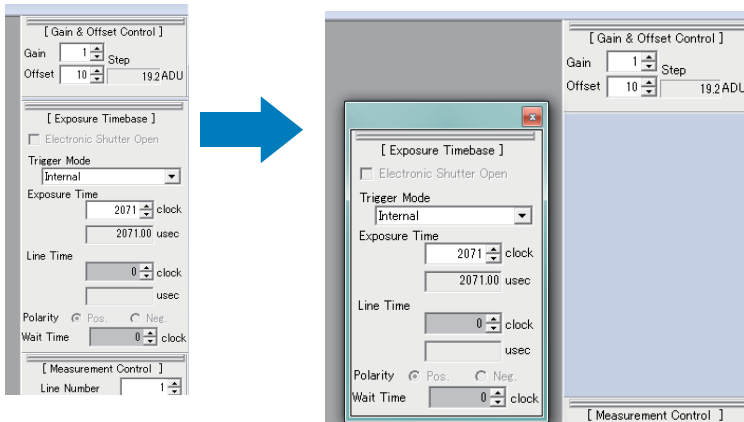 [ Gain & Offset Control ]
Gain 1 Step
Offset 10 19.2 ADU
[ Exposure Timebase ]
Electronic Shutter Open
Trigger Mode
Internal
Exposure Time
2071 clock
2071.00 usec
Line Time
0 clock
usec
Polarity Pos. Neg.
Wait Time 0 clock
[ Measurement Control ]
Line Number 1
[ Gain & Offset Control ]
Gain 1 Step
Offset 10 19.2 ADU
x
[ Exposure Timebase ]
Electronic Shutter Open
Trigger Mode
Internal
Exposure Time
2071 clock
2071.00 usec
Line Time
0 clock
usec
Polarity Pos. Neg.
Wait Time 0 clock
[ Measurement Control ]